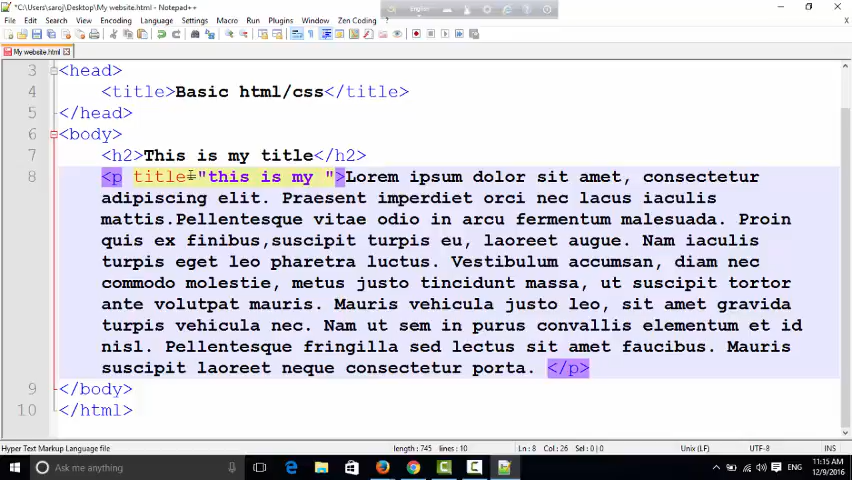 *C:\Users\saroj\Desktop\My website.html - Notepad++
File Edit Search View Encoding Language Settings Macro Run Plugins Window Zen Coding ?
My website.html
3 <head>
4 <title>Basic html/css</title>
5 </head>
6 <body>
7 <h2>This is my title</h2>
8 <p title="this is my ">Lorem ipsum dolor sit amet, consectetur
adipiscing elit. Praesent imperdiet orci nec lacus iaculis
mattis.Pellentesque vitae odio in arcu fermentum malesuada. Proin
quis ex finibus,suscipit turpis eu, laoreet augue. Nam iaculis
turpis eget leo pharetra luctus. Vestibulum accumsan, diam nec
commodo molestie, metus justo tincidunt massa, ut suscipit tortor
ante volutpat mauris. Mauris vehicula justo leo, sit amet gravida
turpis vehicula nec. Nam ut sem in purus convallis elementum et id
nisl. Pellentesque fringilla sed lectus sit amet faucibus. Mauris
suscipit laoreet neque consectetur porta. </p>
9 </body>
10 </html>
Hyper Text Markup Language file length : 745 lines : 10 Ln : 8 Col : 26 Sel : 0 | 0 Unix (LF) UTF-8 INS
Ask me anything ENG 11:15 AM
12/9/2016